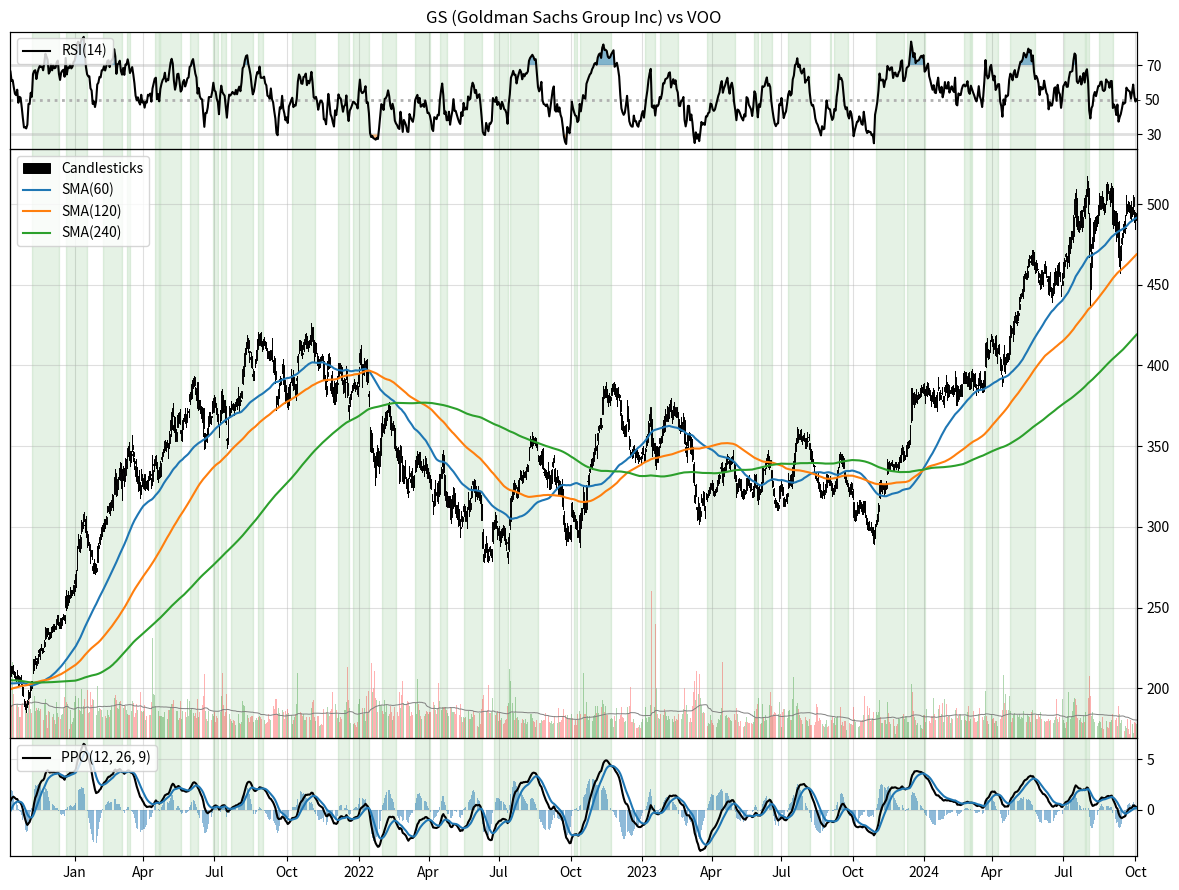 GS (Goldman Sachs Group Inc) vs VOO
RSI(14)
70
50
30
Candlesticks
SMA(60)
SMA(120)
SMA(240)
500
450
400
350
300
250
200
PPO(12, 26, 9)
5
0
Jan Apr Jul Oct 2022 Apr Jul Oct 2023 Apr Jul Oct 2024 Apr Jul Oct